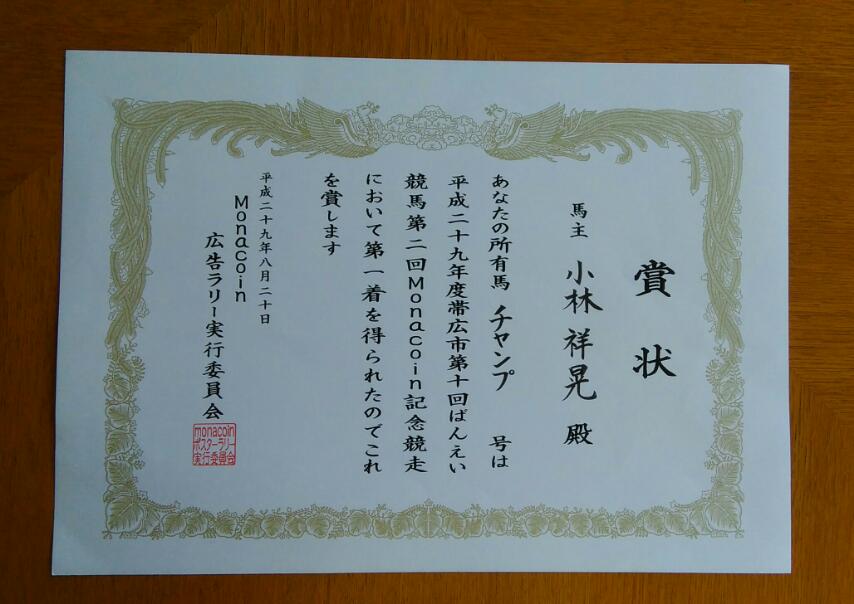 賞状
馬主 小林祥晃 殿
あなたの所有馬 チャンプ 号は
平成二十九年度帯広市第十回ばんえい
競馬第二回Monacoin記念競走
において第一着を得られたのでこれ
を賞します
平成二十九年八月二十日
Monacoin
広告ラリー実行委員会
monacoin
ポスターラリー
実行委員会